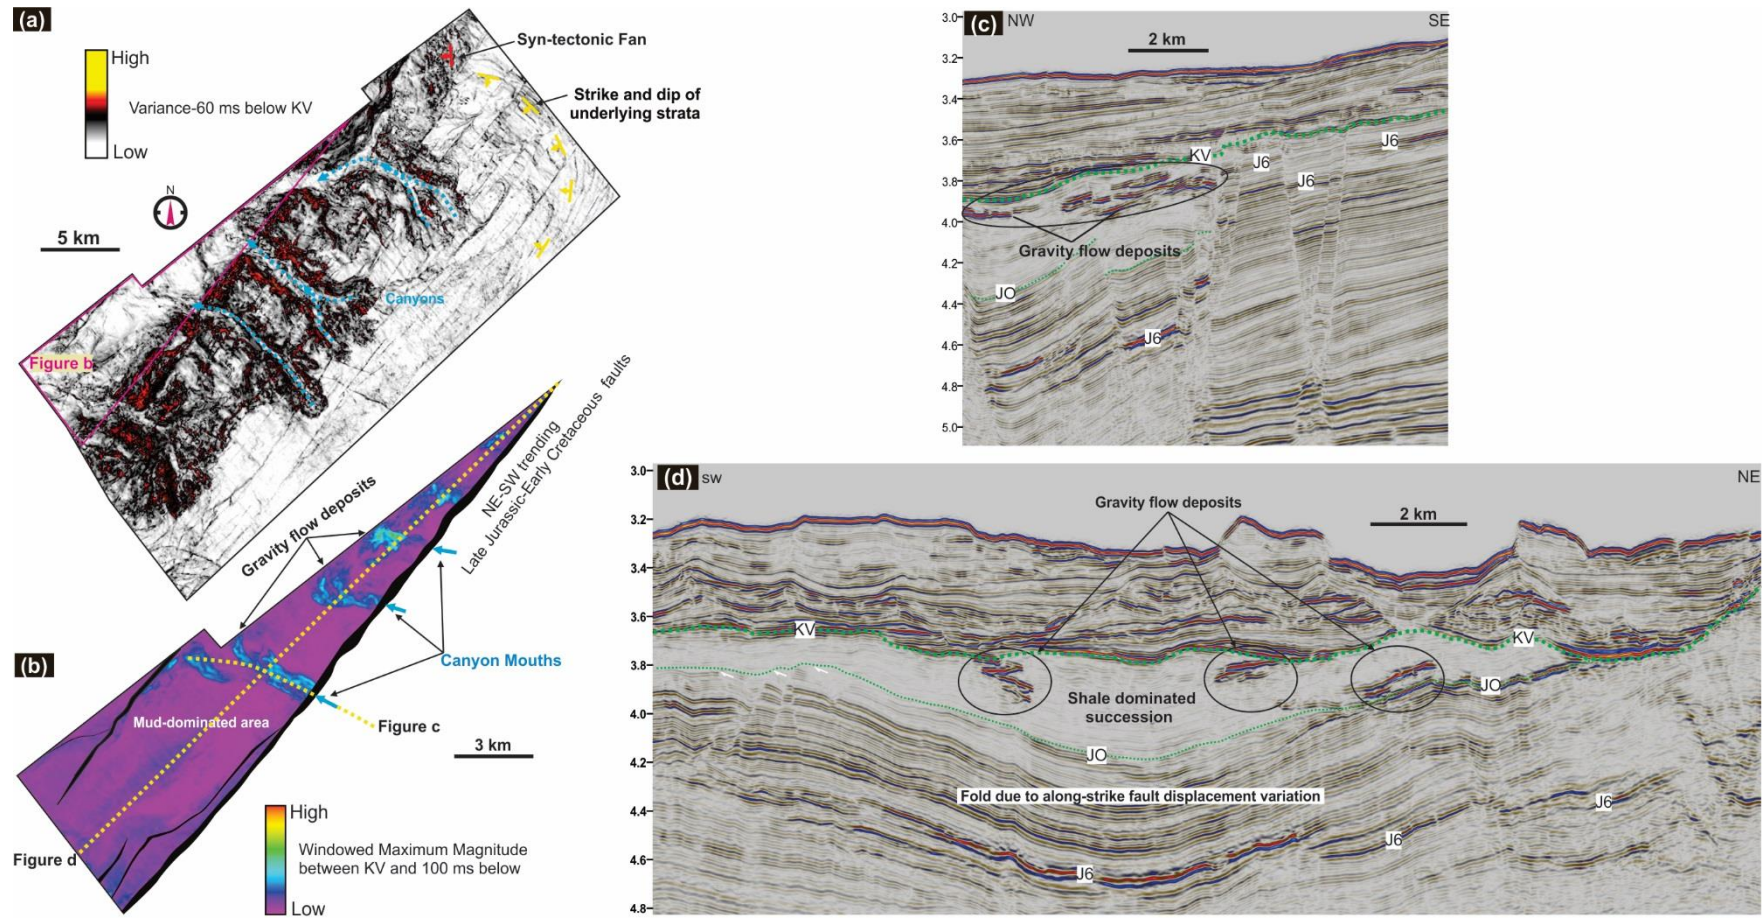 (a)
High
Variance-60 ms below KV
Low
N
5 km
Syn-tectonic Fan
Strike and dip of
underlying strata
Canyons
Figure b
(b)
Gravity flow deposits
NE-SW trending
Late Jurassic-Early Cretaceous faults
Canyon Mouths
Mud-dominated area
Figure c
3 km
Figure d
High
Windowed Maximum Magnitude
between KV and 100 ms below
Low
(c)
NW
SE
2 km
3.0
3.2
3.4
3.6
3.8
4.0
4.2
4.4
4.6
4.8
5.0
KV
J6
J6
J6
Gravity flow deposits
JO
J6
(d)
SW
NE
Gravity flow deposits
2 km
3.0
3.2
3.4
3.6
3.8
4.0
4.2
4.4
4.6
4.8
KV
KV
Shale dominated
succession
JO
JO
Fold due to along-strike fault displacement variation
J6
J6
J6